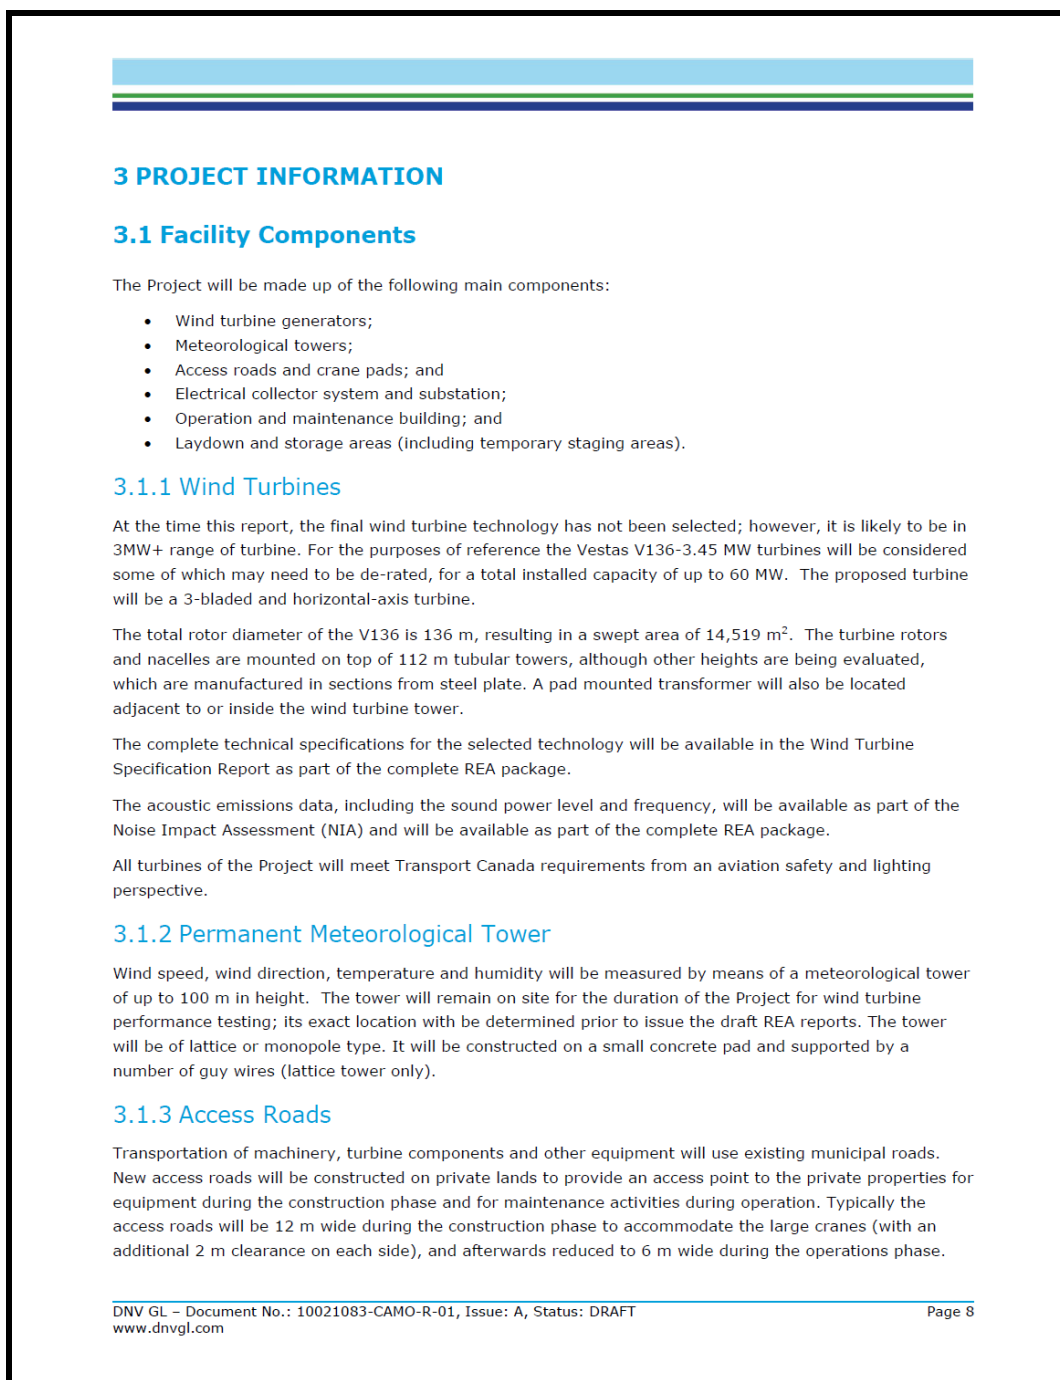 3 PROJECT INFORMATION
3.1 Facility Components
The Project will be made up of the following main components:
• Wind turbine generators;
• Meteorological towers;
• Access roads and crane pads; and
• Electrical collector system and substation;
• Operation and maintenance building; and
• Laydown and storage areas (including temporary staging areas).
3.1.1 Wind Turbines
At the time this report, the final wind turbine technology has not been selected; however, it is likely to be in
3MW+ range of turbine. For the purposes of reference the Vestas V136-3.45 MW turbines will be considered
some of which may need to be de-rated, for a total installed capacity of up to 60 MW.  The proposed turbine
will be a 3-bladed and horizontal-axis turbine.
The total rotor diameter of the V136 is 136 m, resulting in a swept area of 14,519 m².  The turbine rotors
and nacelles are mounted on top of 112 m tubular towers, although other heights are being evaluated,
which are manufactured in sections from steel plate. A pad mounted transformer will also be located
adjacent to or inside the wind turbine tower.
The complete technical specifications for the selected technology will be available in the Wind Turbine
Specification Report as part of the complete REA package.
The acoustic emissions data, including the sound power level and frequency, will be available as part of the
Noise Impact Assessment (NIA) and will be available as part of the complete REA package.
All turbines of the Project will meet Transport Canada requirements from an aviation safety and lighting
perspective.
3.1.2 Permanent Meteorological Tower
Wind speed, wind direction, temperature and humidity will be measured by means of a meteorological tower
of up to 100 m in height.  The tower will remain on site for the duration of the Project for wind turbine
performance testing; its exact location with be determined prior to issue the draft REA reports. The tower
will be of lattice or monopole type. It will be constructed on a small concrete pad and supported by a
number of guy wires (lattice tower only).
3.1.3 Access Roads
Transportation of machinery, turbine components and other equipment will use existing municipal roads.
New access roads will be constructed on private lands to provide an access point to the private properties for
equipment during the construction phase and for maintenance activities during operation. Typically the
access roads will be 12 m wide during the construction phase to accommodate the large cranes (with an
additional 2 m clearance on each side), and afterwards reduced to 6 m wide during the operations phase.
DNV GL – Document No.: 10021083-CAMO-R-01, Issue: A, Status: DRAFT Page 8
www.dnvgl.com